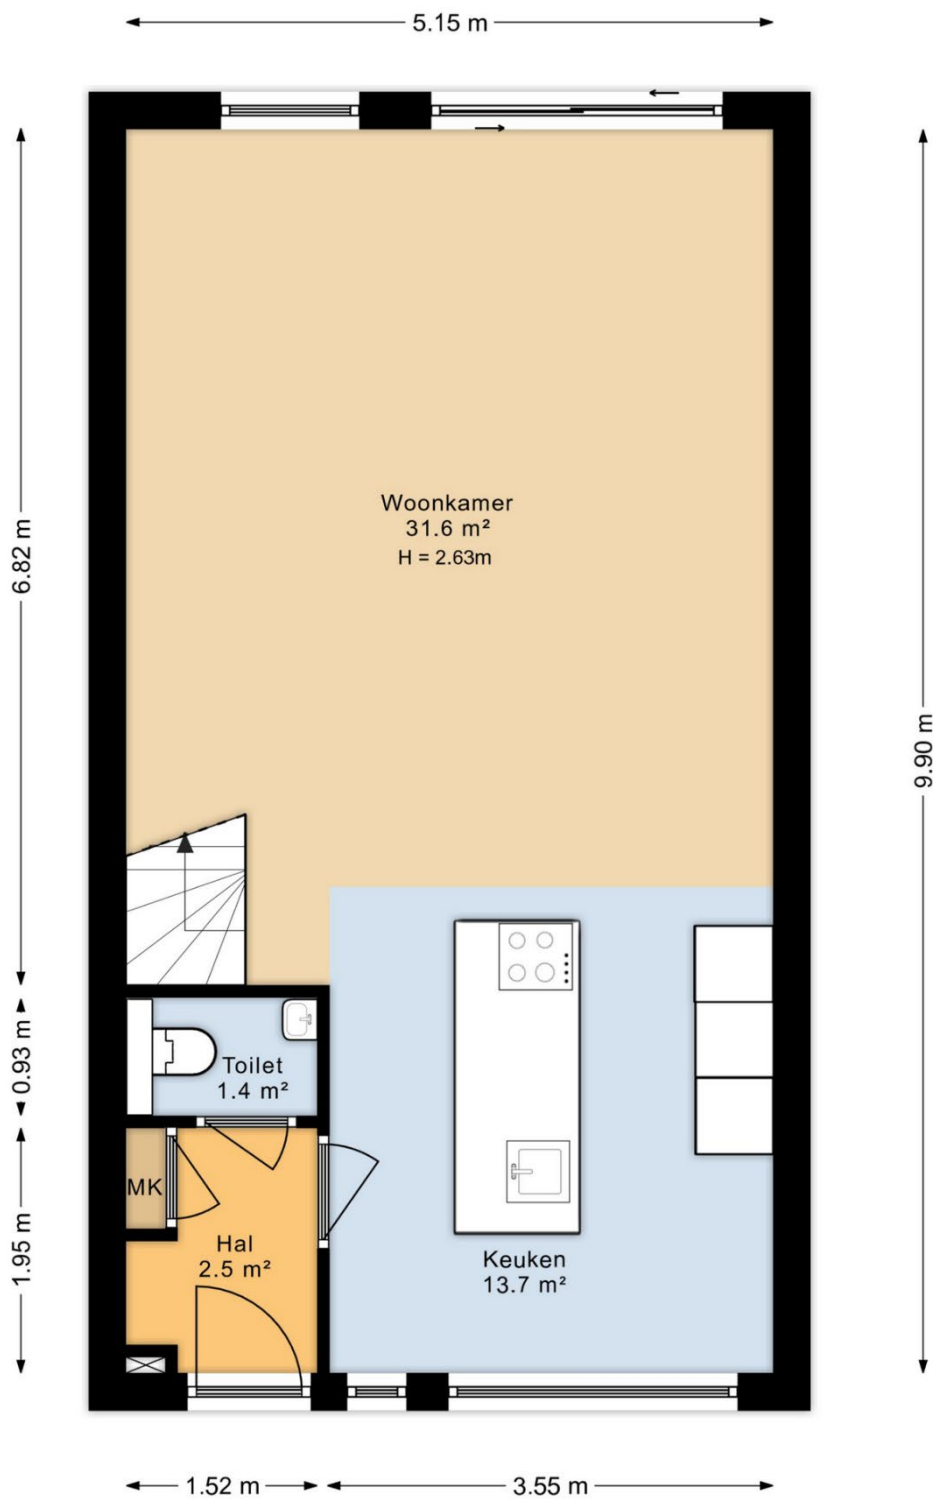 5.15 m
Woonkamer
31.6 m²
H = 2.63m
6.82 m
9.90 m
0.93 m
Toilet
1.4 m²
MK
1.95 m
Hal
2.5 m²
Keuken
13.7 m²
1.52 m
3.55 m